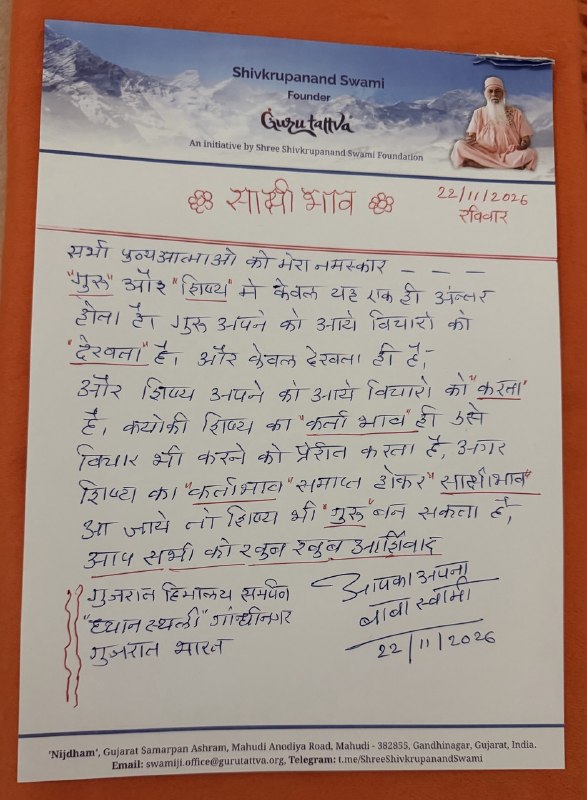 Shivkrupanand Swami
Founder
Gurutattva
An initiative by Shree Shivkrupanand Swami Foundation
साक्षी भाव
22/11/2026
रविवार
सभी पुण्यआत्माओ को मेरा नमस्कार - - - -
"गुरू" और "शिष्य" मे केवल यह एक ही अंन्तर
होता है। गुरू अपने को आये विचारो को
"देखता" है। और केवल देखता ही है,
और शिष्य अपने को आये विचारो को "करता"
है, क्योकी शिष्य का "कर्ता भाव" ही उसे
विचार भी करने को प्रेरीत करता है, अगर
शिष्य का "कर्ताभाव" समाप्त होकर "साक्षीभाव"
आ जाये तो शिष्य भी "गुरू" बन सकता है,
आप सभी को खुब खुब आर्शिवाद
आपका अपना
बाबा स्वामी
22/11/2026
गुजरात हिमालय समर्पण
"ध्यान स्थली" गांधीनगर
गुजरात भारत
'Nijdham', Gujarat Samarpan Ashram, Mahudi Anodiya Road, Mahudi - 382855, Gandhinagar, Gujarat, India.
Email: swamiji.office@gurutattva.org, Telegram: t.me/ShreeShivkrupanandSwami